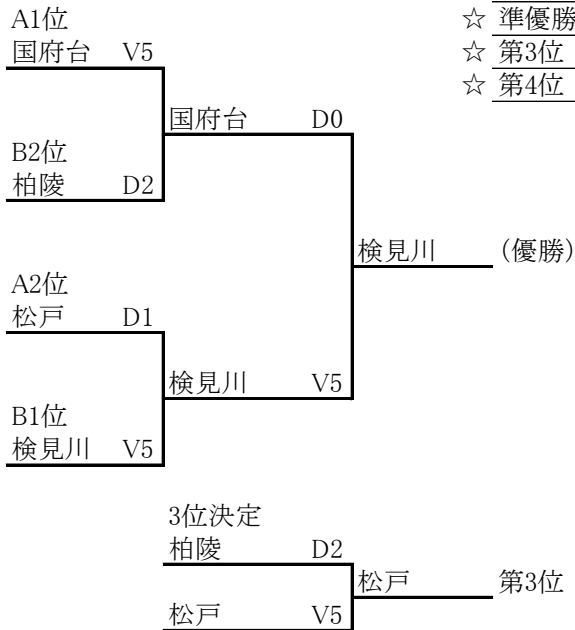 A1位
国府台 V5
☆ 準優勝
☆ 第3位
☆ 第4位
国府台 D0
B2位
柏陵 D2
検見川 (優勝)
A2位
松戸 D1
検見川 V5
B1位
検見川 V5
3位決定
柏陵 D2
松戸 第3位
松戸 V5